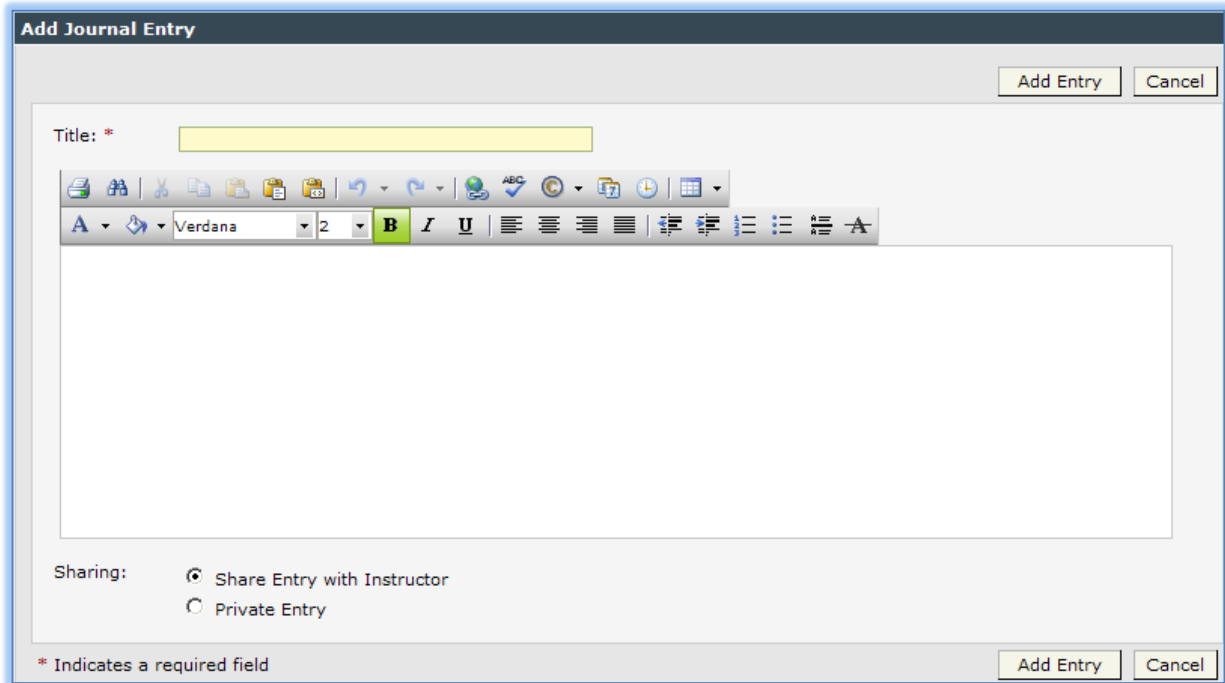 Add Journal Entry
Add Entry Cancel
Title: *
ABC
Verdana 2 B I U
Sharing:
Share Entry with Instructor
Private Entry
* Indicates a required field
Add Entry Cancel